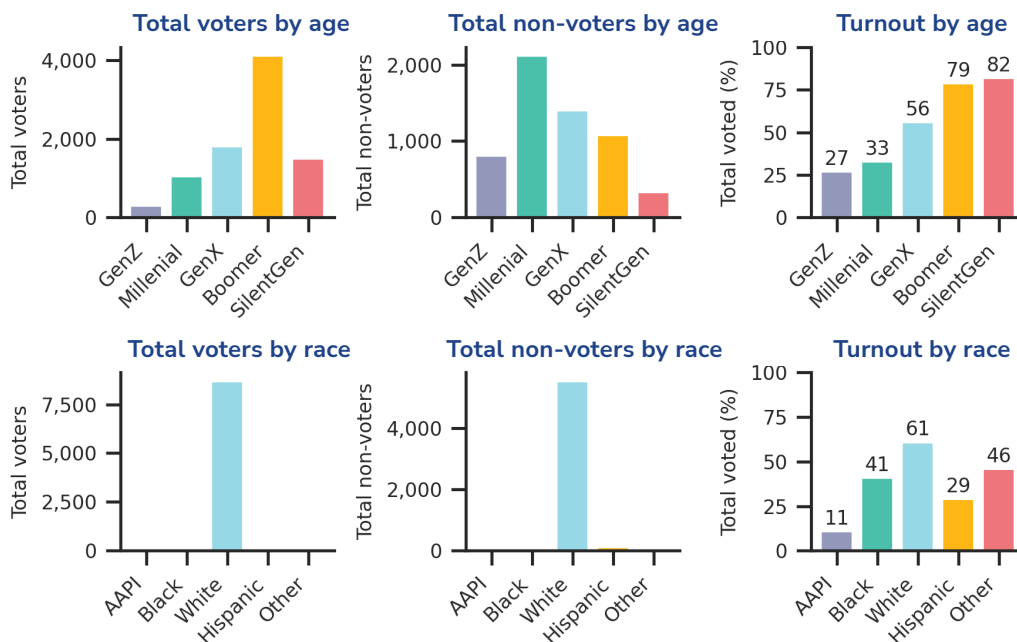 Total voters by age
Total voters
4,000
2,000
0
GenZ
Millenial
GenX
Boomer
SilentGen
Total non-voters by age
Total non-voters
2,000
1,000
0
GenZ
Millenial
GenX
Boomer
SilentGen
Turnout by age
Total voted (%)
100
75
50
25
0
27
33
56
79
82
GenZ
Millenial
GenX
Boomer
SilentGen
Total voters by race
Total voters
7,500
5,000
2,500
0
AAPI
Black
White
Hispanic
Other
Total non-voters by race
Total non-voters
4,000
2,000
0
AAPI
Black
White
Hispanic
Other
Turnout by race
Total voted (%)
100
75
50
25
0
11
41
61
29
46
AAPI
Black
White
Hispanic
Other